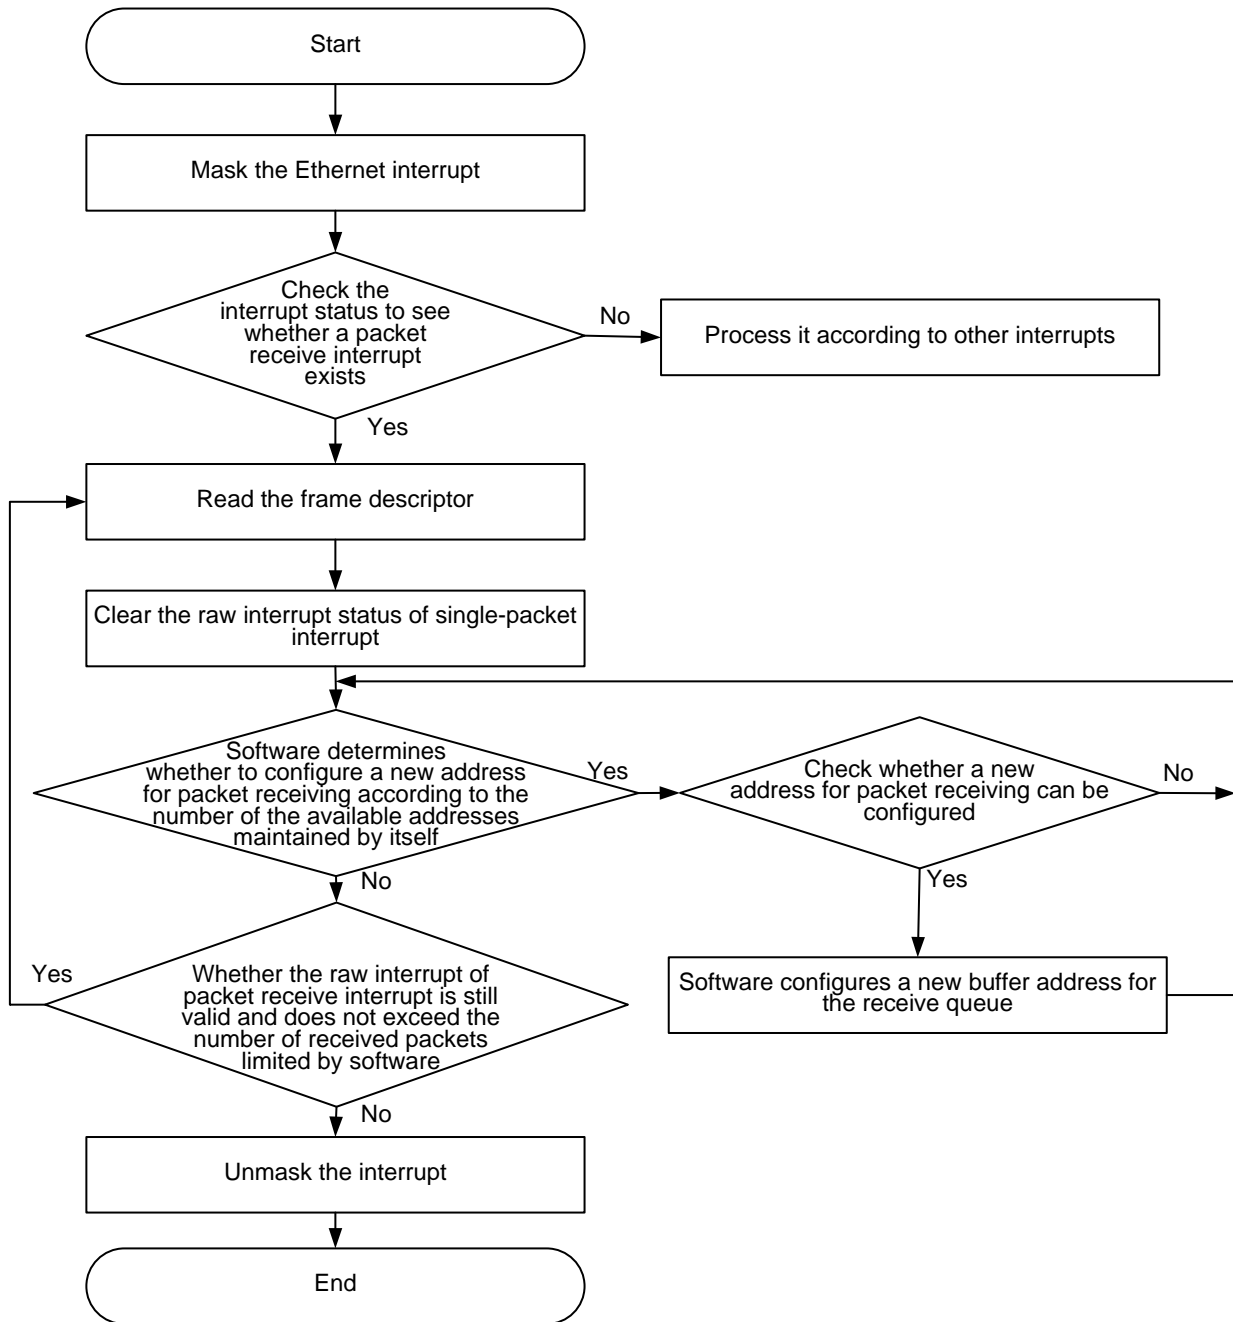 Start
Mask the Ethernet interrupt
Check the
interrupt status to see
whether a packet
receive interrupt
exists
No
Process it according to other interrupts
Yes
Read the frame descriptor
Clear the raw interrupt status of single-packet
interrupt
Software determines
whether to configure a new address
for packet receiving according to the
number of the available addresses
maintained by itself
Yes
Check whether a new
address for packet receiving can be
configured
No
No
Yes
Yes
Whether the raw interrupt of
packet receive interrupt is still
valid and does not exceed the
number of received packets
limited by software
Software configures a new buffer address for
the receive queue
No
Unmask the interrupt
End